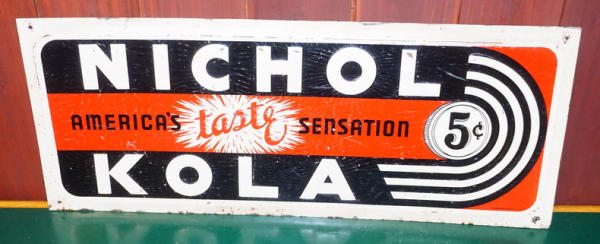 NICHOL
AMERICA'S taste SENSATION 5¢
KOLA